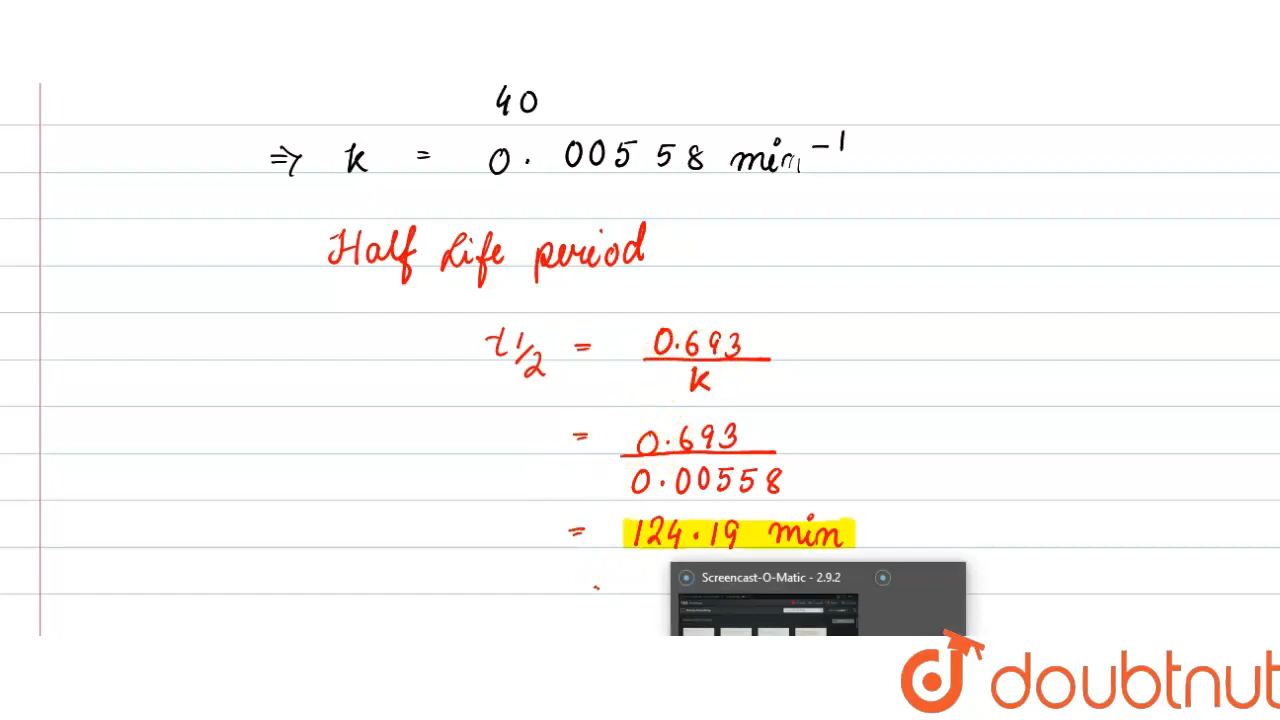 40
⇒ k = 0.00558 min⁻¹
Half Life period
t1/2 = 0.693
k
= 0.693
0.00558
= 124.19 min
Screencast-O-Matic - 2.9.2
doubtnut